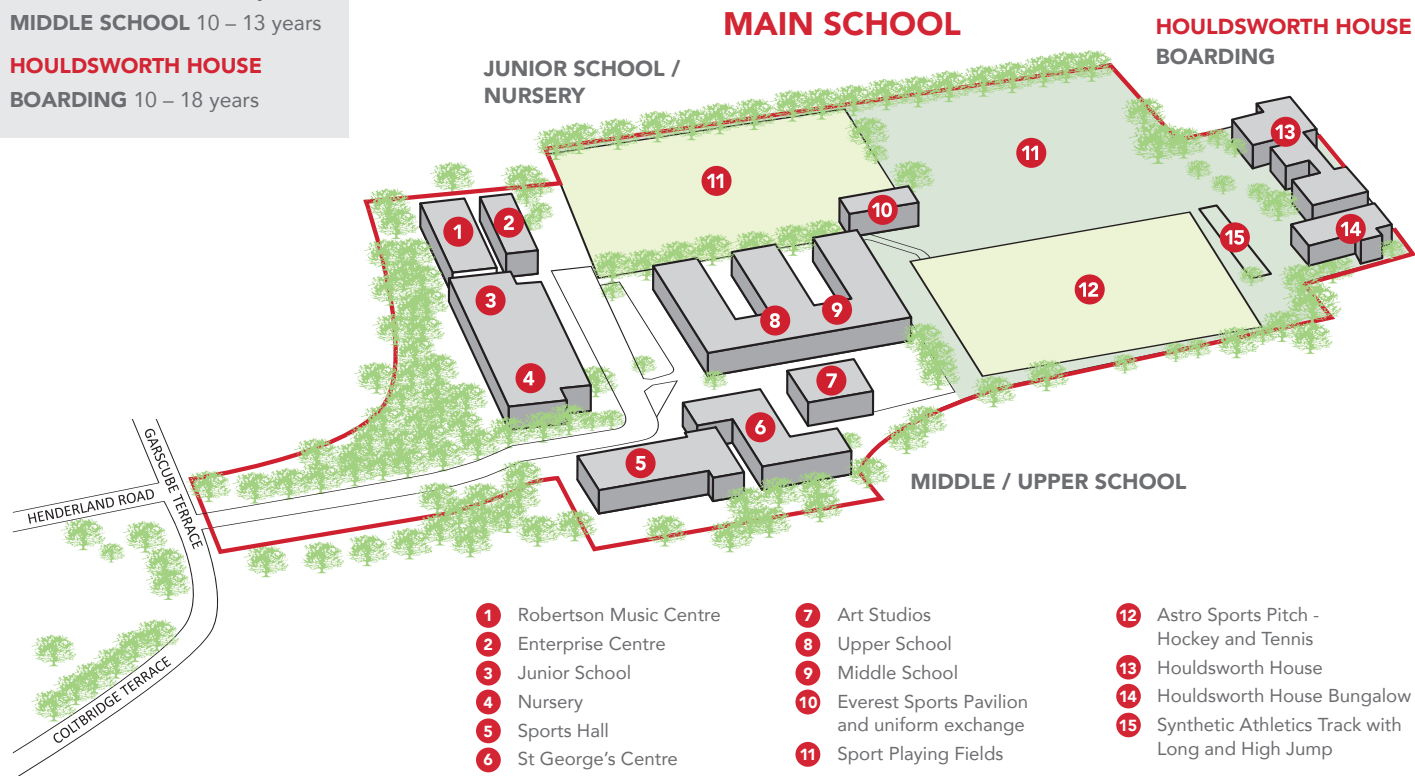 MIDDLE SCHOOL 10 – 13 years
HOULDSWORTH HOUSE
BOARDING 10 – 18 years
MAIN SCHOOL
HOULDSWORTH HOUSE
BOARDING
JUNIOR SCHOOL /
NURSERY
13
11
11
10
2
1
14
15
3
12
9
8
4
7
6
5
MIDDLE / UPPER SCHOOL
GARSCUBE TERRACE
HENDERLAND ROAD
COLTBRIDGE TERRACE
1 Robertson Music Centre
2 Enterprise Centre
3 Junior School
4 Nursery
5 Sports Hall
6 St George's Centre
7 Art Studios
8 Upper School
9 Middle School
10 Everest Sports Pavilion
and uniform exchange
11 Sport Playing Fields
12 Astro Sports Pitch -
Hockey and Tennis
13 Houldsworth House
14 Houldsworth House Bungalow
15 Synthetic Athletics Track with
Long and High Jump